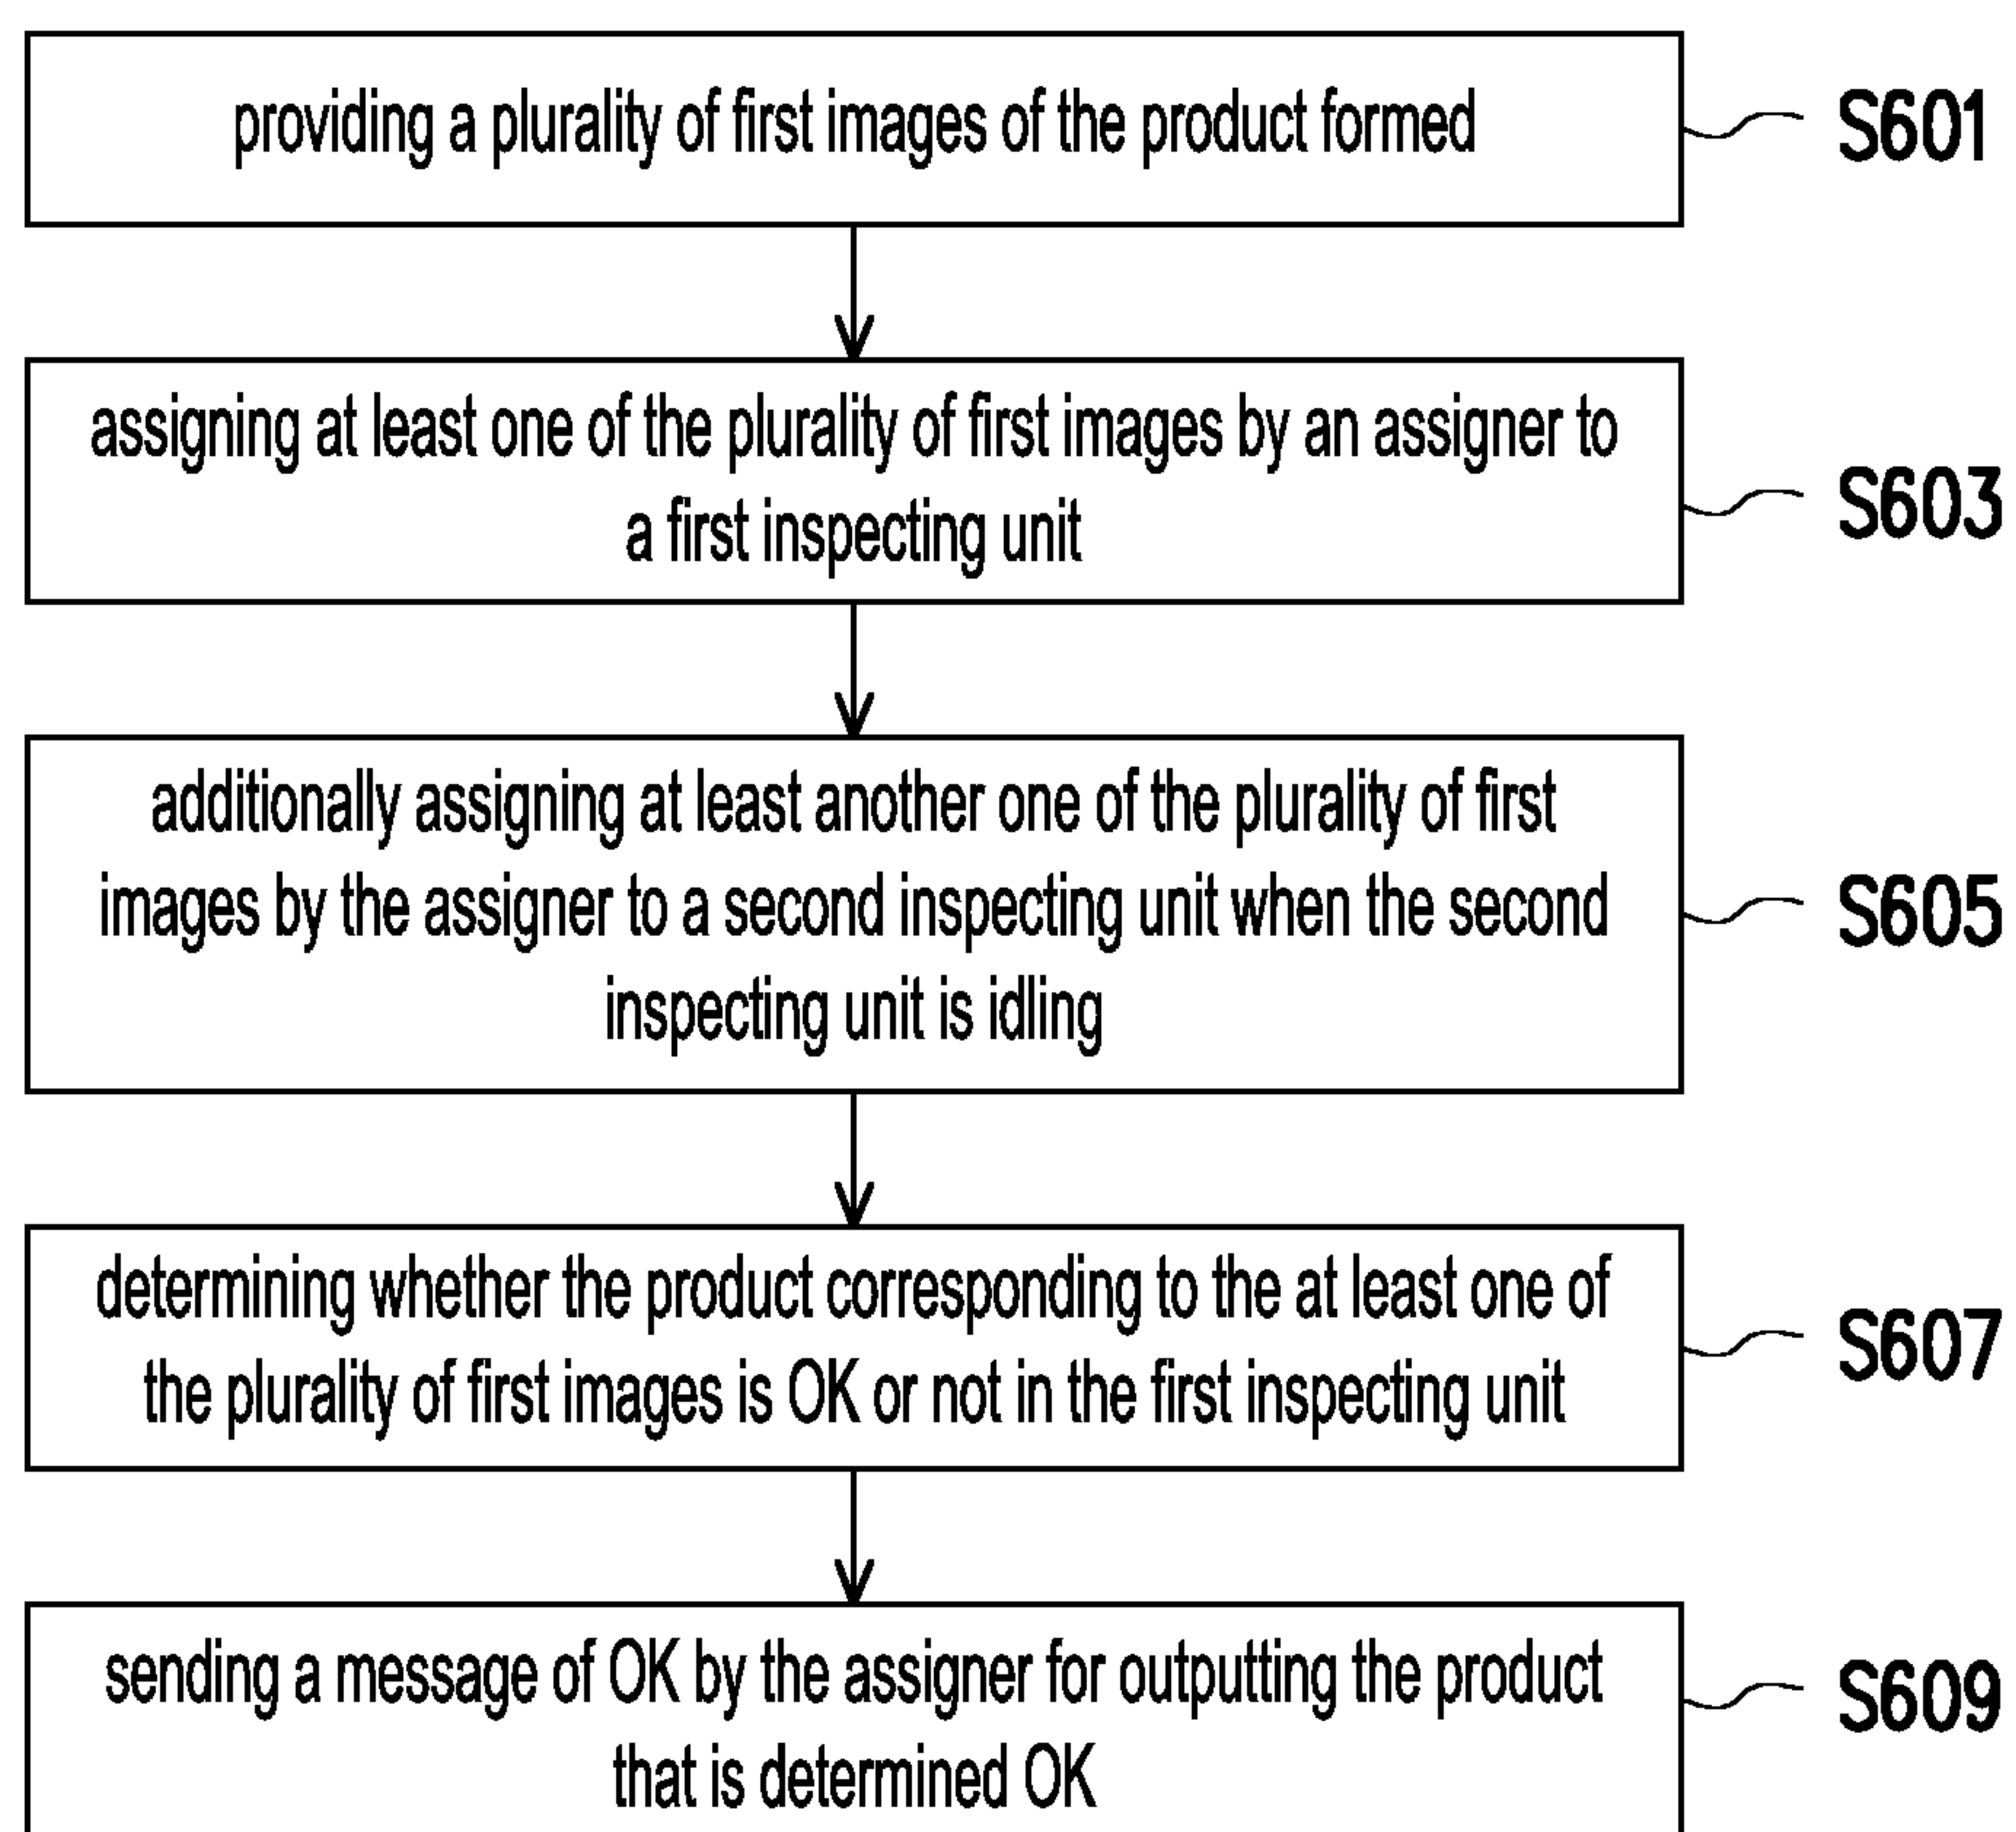 providing a plurality of first images of the product formed
S601
assigning at least one of the plurality of first images by an assigner to
a first inspecting unit
S603
additionally assigning at least another one of the plurality of first
images by the assigner to a second inspecting unit when the second
inspecting unit is idling
S605
determining whether the product corresponding to the at least one of
the plurality of first images is OK or not in the first inspecting unit
S607
sending a message of OK by the assigner for outputting the product
that is determined OK
S609